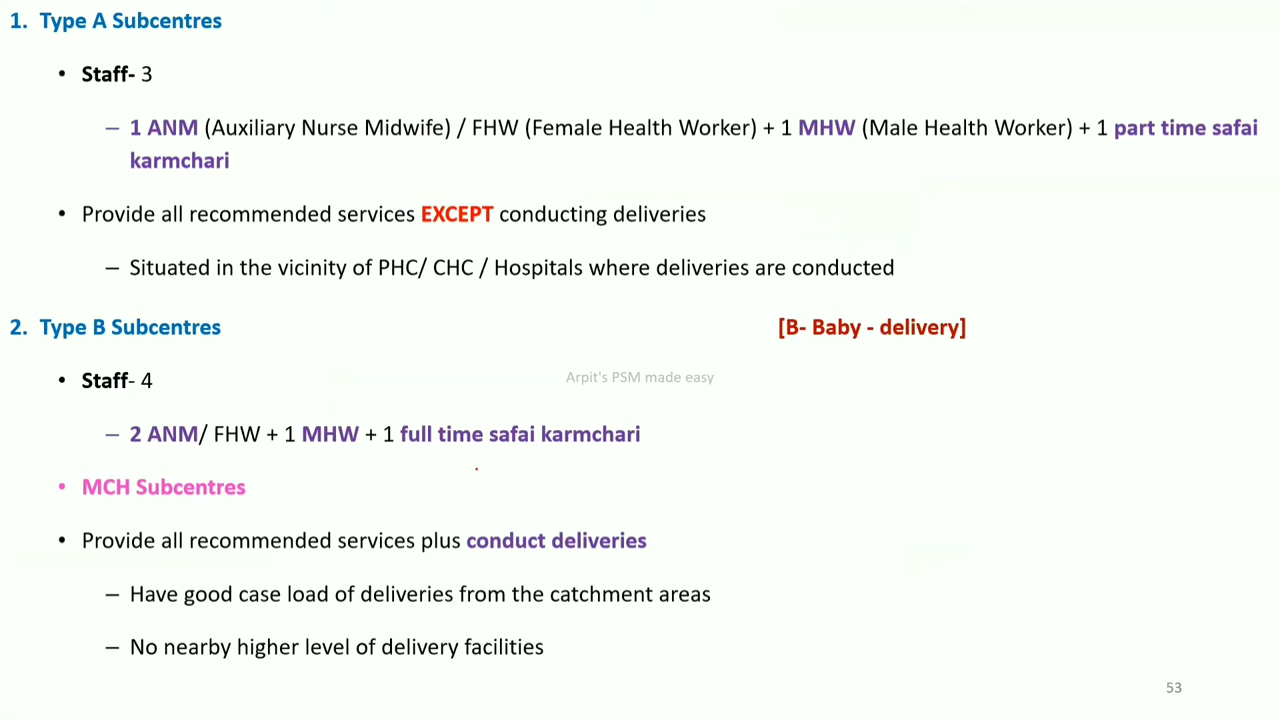 1. Type A Subcentres
• Staff- 3
– 1 ANM (Auxiliary Nurse Midwife) / FHW (Female Health Worker) + 1 MHW (Male Health Worker) + 1 part time safai
karmchari
• Provide all recommended services EXCEPT conducting deliveries
– Situated in the vicinity of PHC/ CHC / Hospitals where deliveries are conducted
2. Type B Subcentres [B- Baby - delivery]
• Staff- 4
Arpit's PSM made easy
– 2 ANM/ FHW + 1 MHW + 1 full time safai karmchari
• MCH Subcentres
• Provide all recommended services plus conduct deliveries
– Have good case load of deliveries from the catchment areas
– No nearby higher level of delivery facilities
53